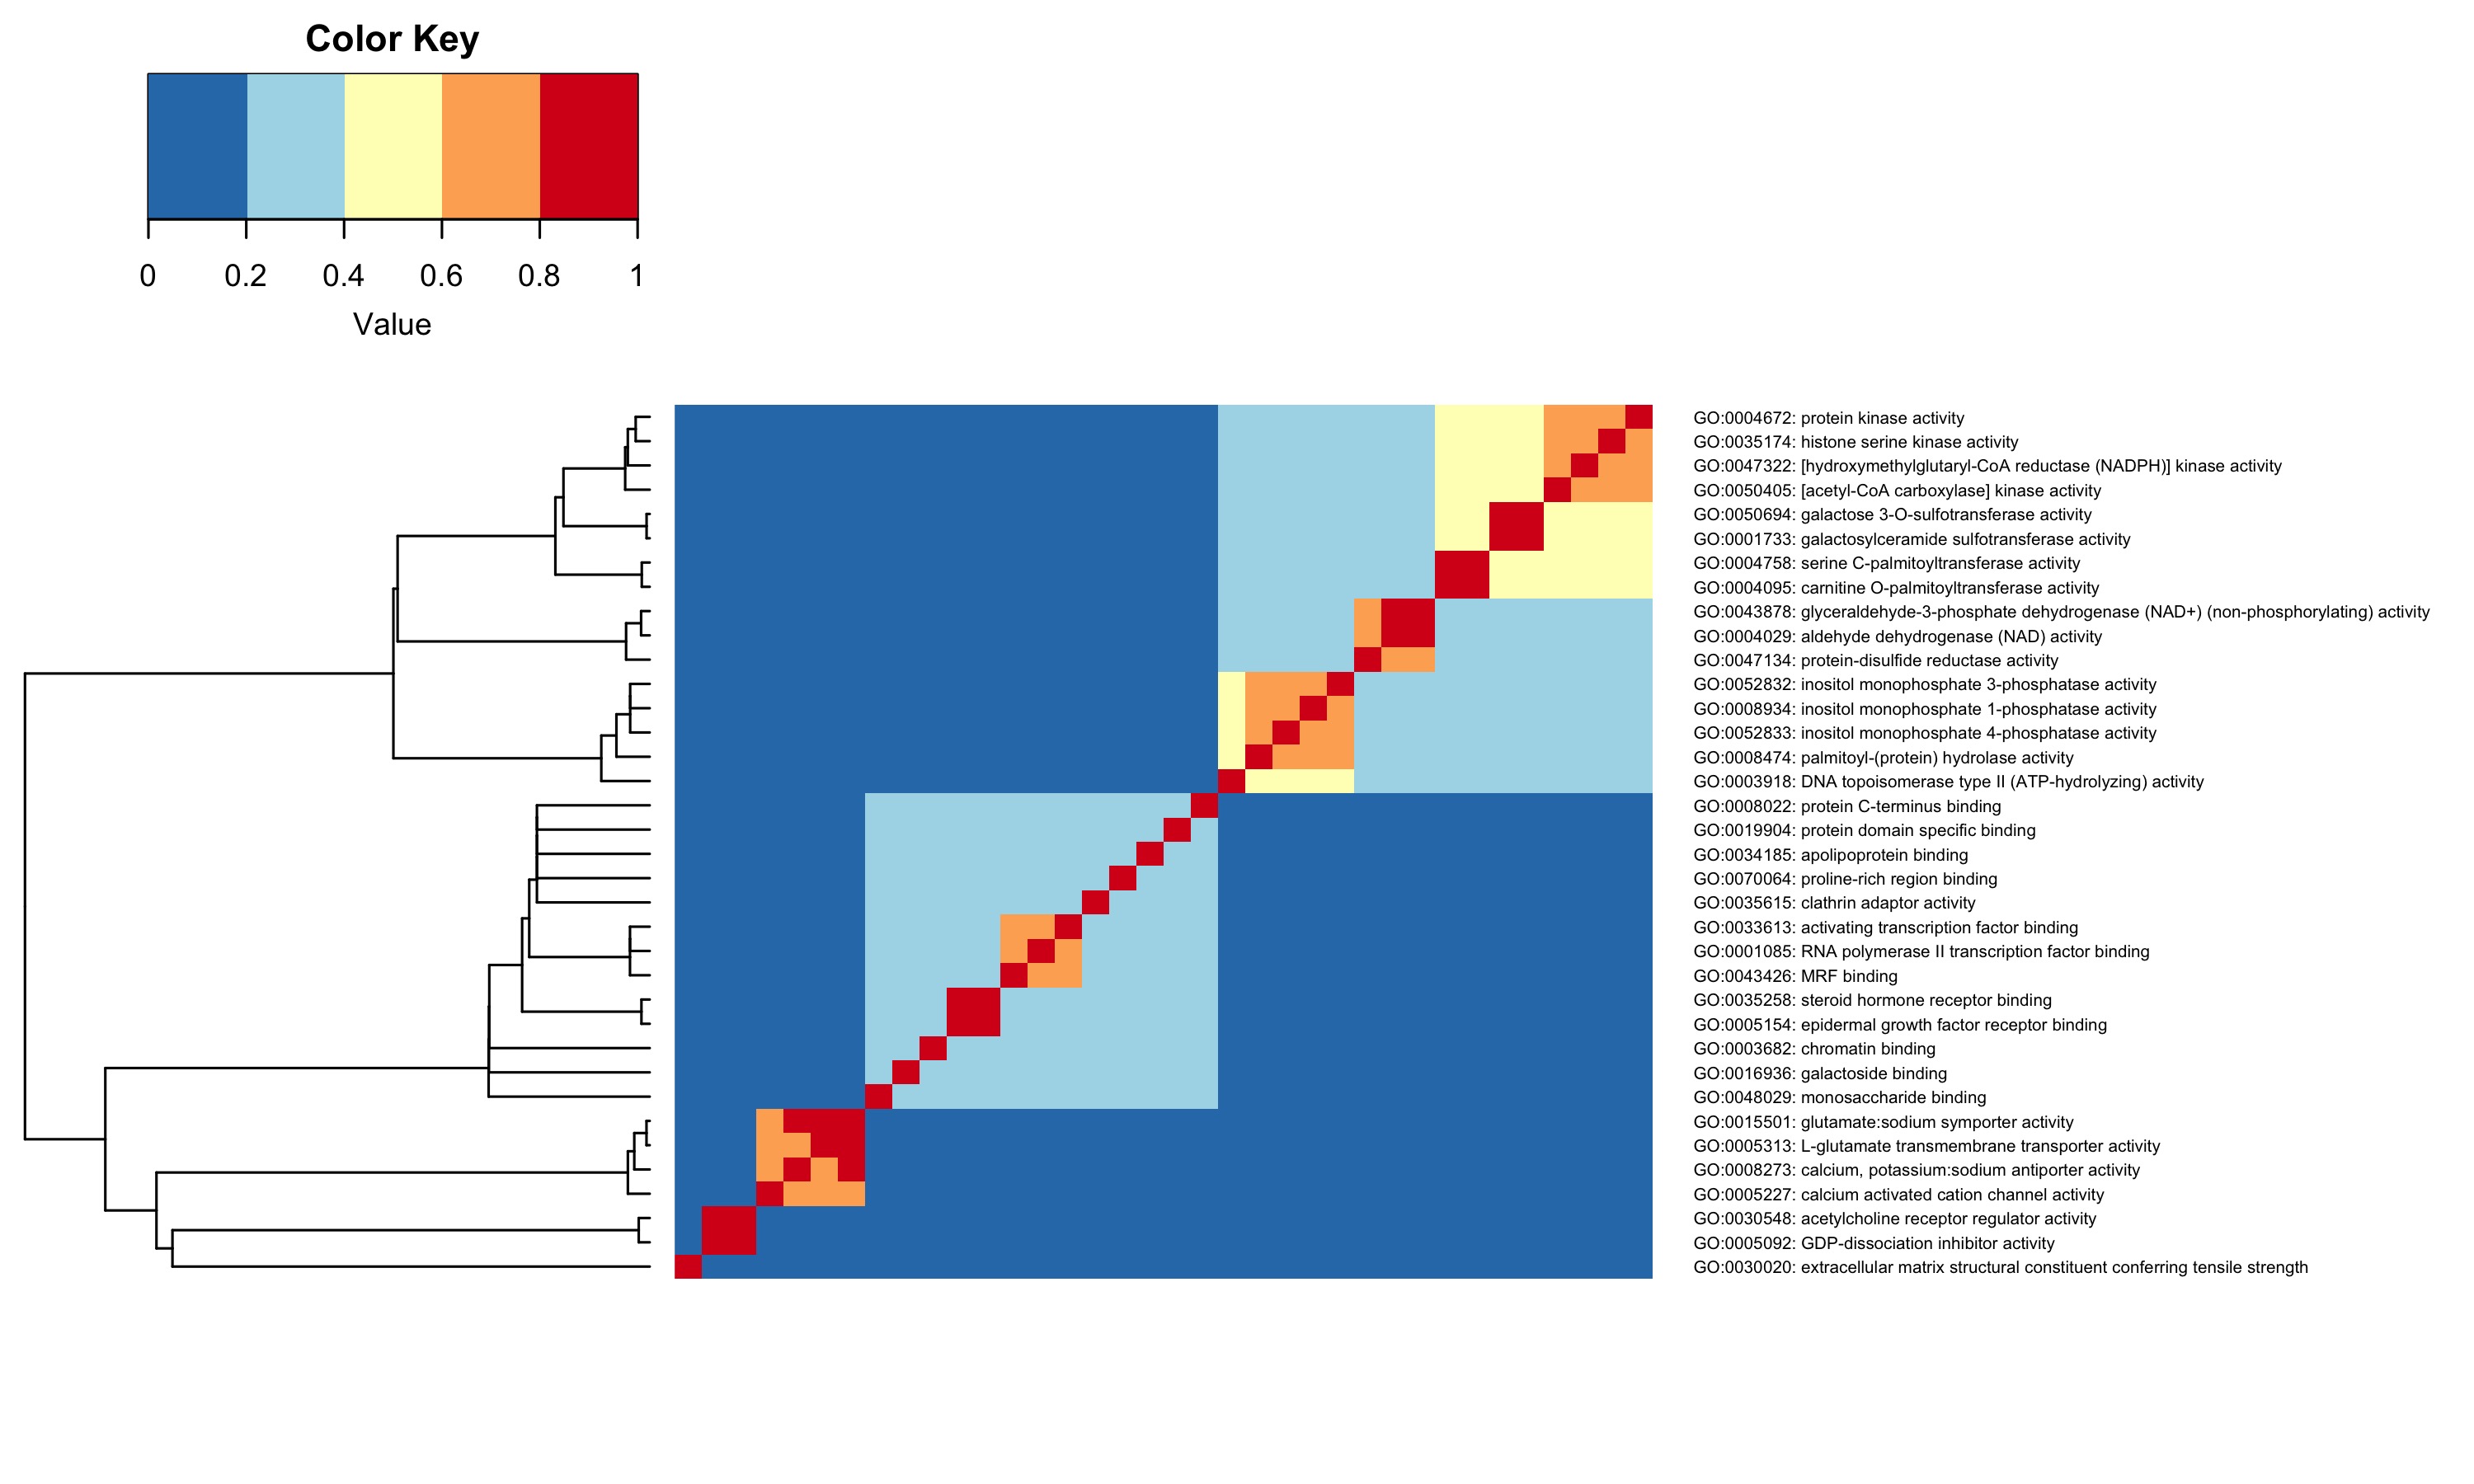 Color Key
0 0.2 0.4 0.6 0.8 1
Value
GO:0004672: protein kinase activity
GO:0035174: histone serine kinase activity
GO:0047322: [hydroxymethylglutaryl-CoA reductase (NADPH)] kinase activity
GO:0050405: [acetyl-CoA carboxylase] kinase activity
GO:0050694: galactose 3-O-sulfotransferase activity
GO:0001733: galactosylceramide sulfotransferase activity
GO:0004758: serine C-palmitoyltransferase activity
GO:0004095: carnitine O-palmitoyltransferase activity
GO:0043878: glyceraldehyde-3-phosphate dehydrogenase (NAD+) (non-phosphorylating) activity
GO:0004029: aldehyde dehydrogenase (NAD) activity
GO:0047134: protein-disulfide reductase activity
GO:0052832: inositol monophosphate 3-phosphatase activity
GO:0008934: inositol monophosphate 1-phosphatase activity
GO:0052833: inositol monophosphate 4-phosphatase activity
GO:0008474: palmitoyl-(protein) hydrolase activity
GO:0003918: DNA topoisomerase type II (ATP-hydrolyzing) activity
GO:0008022: protein C-terminus binding
GO:0019904: protein domain specific binding
GO:0034185: apolipoprotein binding
GO:0070064: proline-rich region binding
GO:0035615: clathrin adaptor activity
GO:0033613: activating transcription factor binding
GO:0001085: RNA polymerase II transcription factor binding
GO:0043426: MRF binding
GO:0035258: steroid hormone receptor binding
GO:0005154: epidermal growth factor receptor binding
GO:0003682: chromatin binding
GO:0016936: galactoside binding
GO:0048029: monosaccharide binding
GO:0015501: glutamate:sodium symporter activity
GO:0005313: L-glutamate transmembrane transporter activity
GO:0008273: calcium, potassium:sodium antiporter activity
GO:0005227: calcium activated cation channel activity
GO:0030548: acetylcholine receptor regulator activity
GO:0005092: GDP-dissociation inhibitor activity
GO:0030020: extracellular matrix structural constituent conferring tensile strength